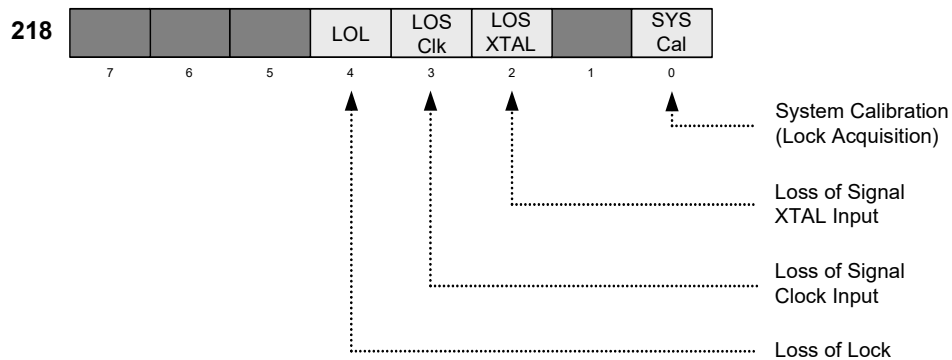 218
LOL
LOS
Clk
LOS
XTAL
SYS
Cal
7 6 5 4 3 2 1 0
System Calibration
(Lock Acquisition)
Loss of Signal
XTAL Input
Loss of Signal
Clock Input
Loss of Lock